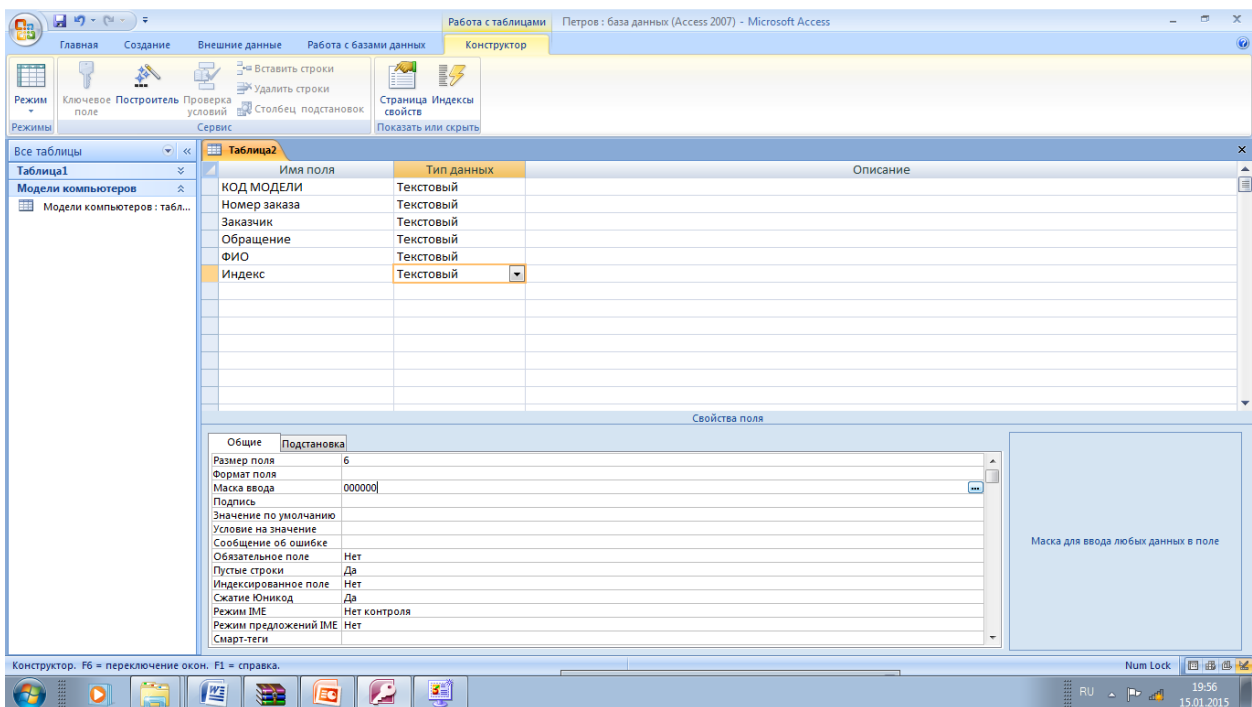 Работа с таблицами Петров : база данных (Access 2007) - Microsoft Access
Главная Создание Внешние данные Работа с базами данных Конструктор
Режим
Ключевое поле
Построитель
Проверка условий
Вставить строки
Удалить строки
Столбец подстановок
Страница свойств
Индексы
Режимы Сервис Показать или скрыть
Все таблицы «
Таблица1
Модели компьютеров
Модели компьютеров : табл...
Таблица2
Имя поля Тип данных Описание
КОД МОДЕЛИ Текстовый
Номер заказа Текстовый
Заказчик Текстовый
Обращение Текстовый
ФИО Текстовый
Индекс Текстовый
Свойства поля
Общие Подстановка
Размер поля 6
Формат поля
Маска ввода 000000
Подпись
Значение по умолчанию
Условие на значение
Сообщение об ошибке
Обязательное поле Нет
Пустые строки Да
Индексированное поле Нет
Сжатие Юникод Да
Режим IME Нет контроля
Режим предложений IME Нет
Смарт-теги
Маска для ввода любых данных в поле
Конструктор. F6 = переключение окон. F1 = справка. Num Lock
RU 19:56
15.01.2015